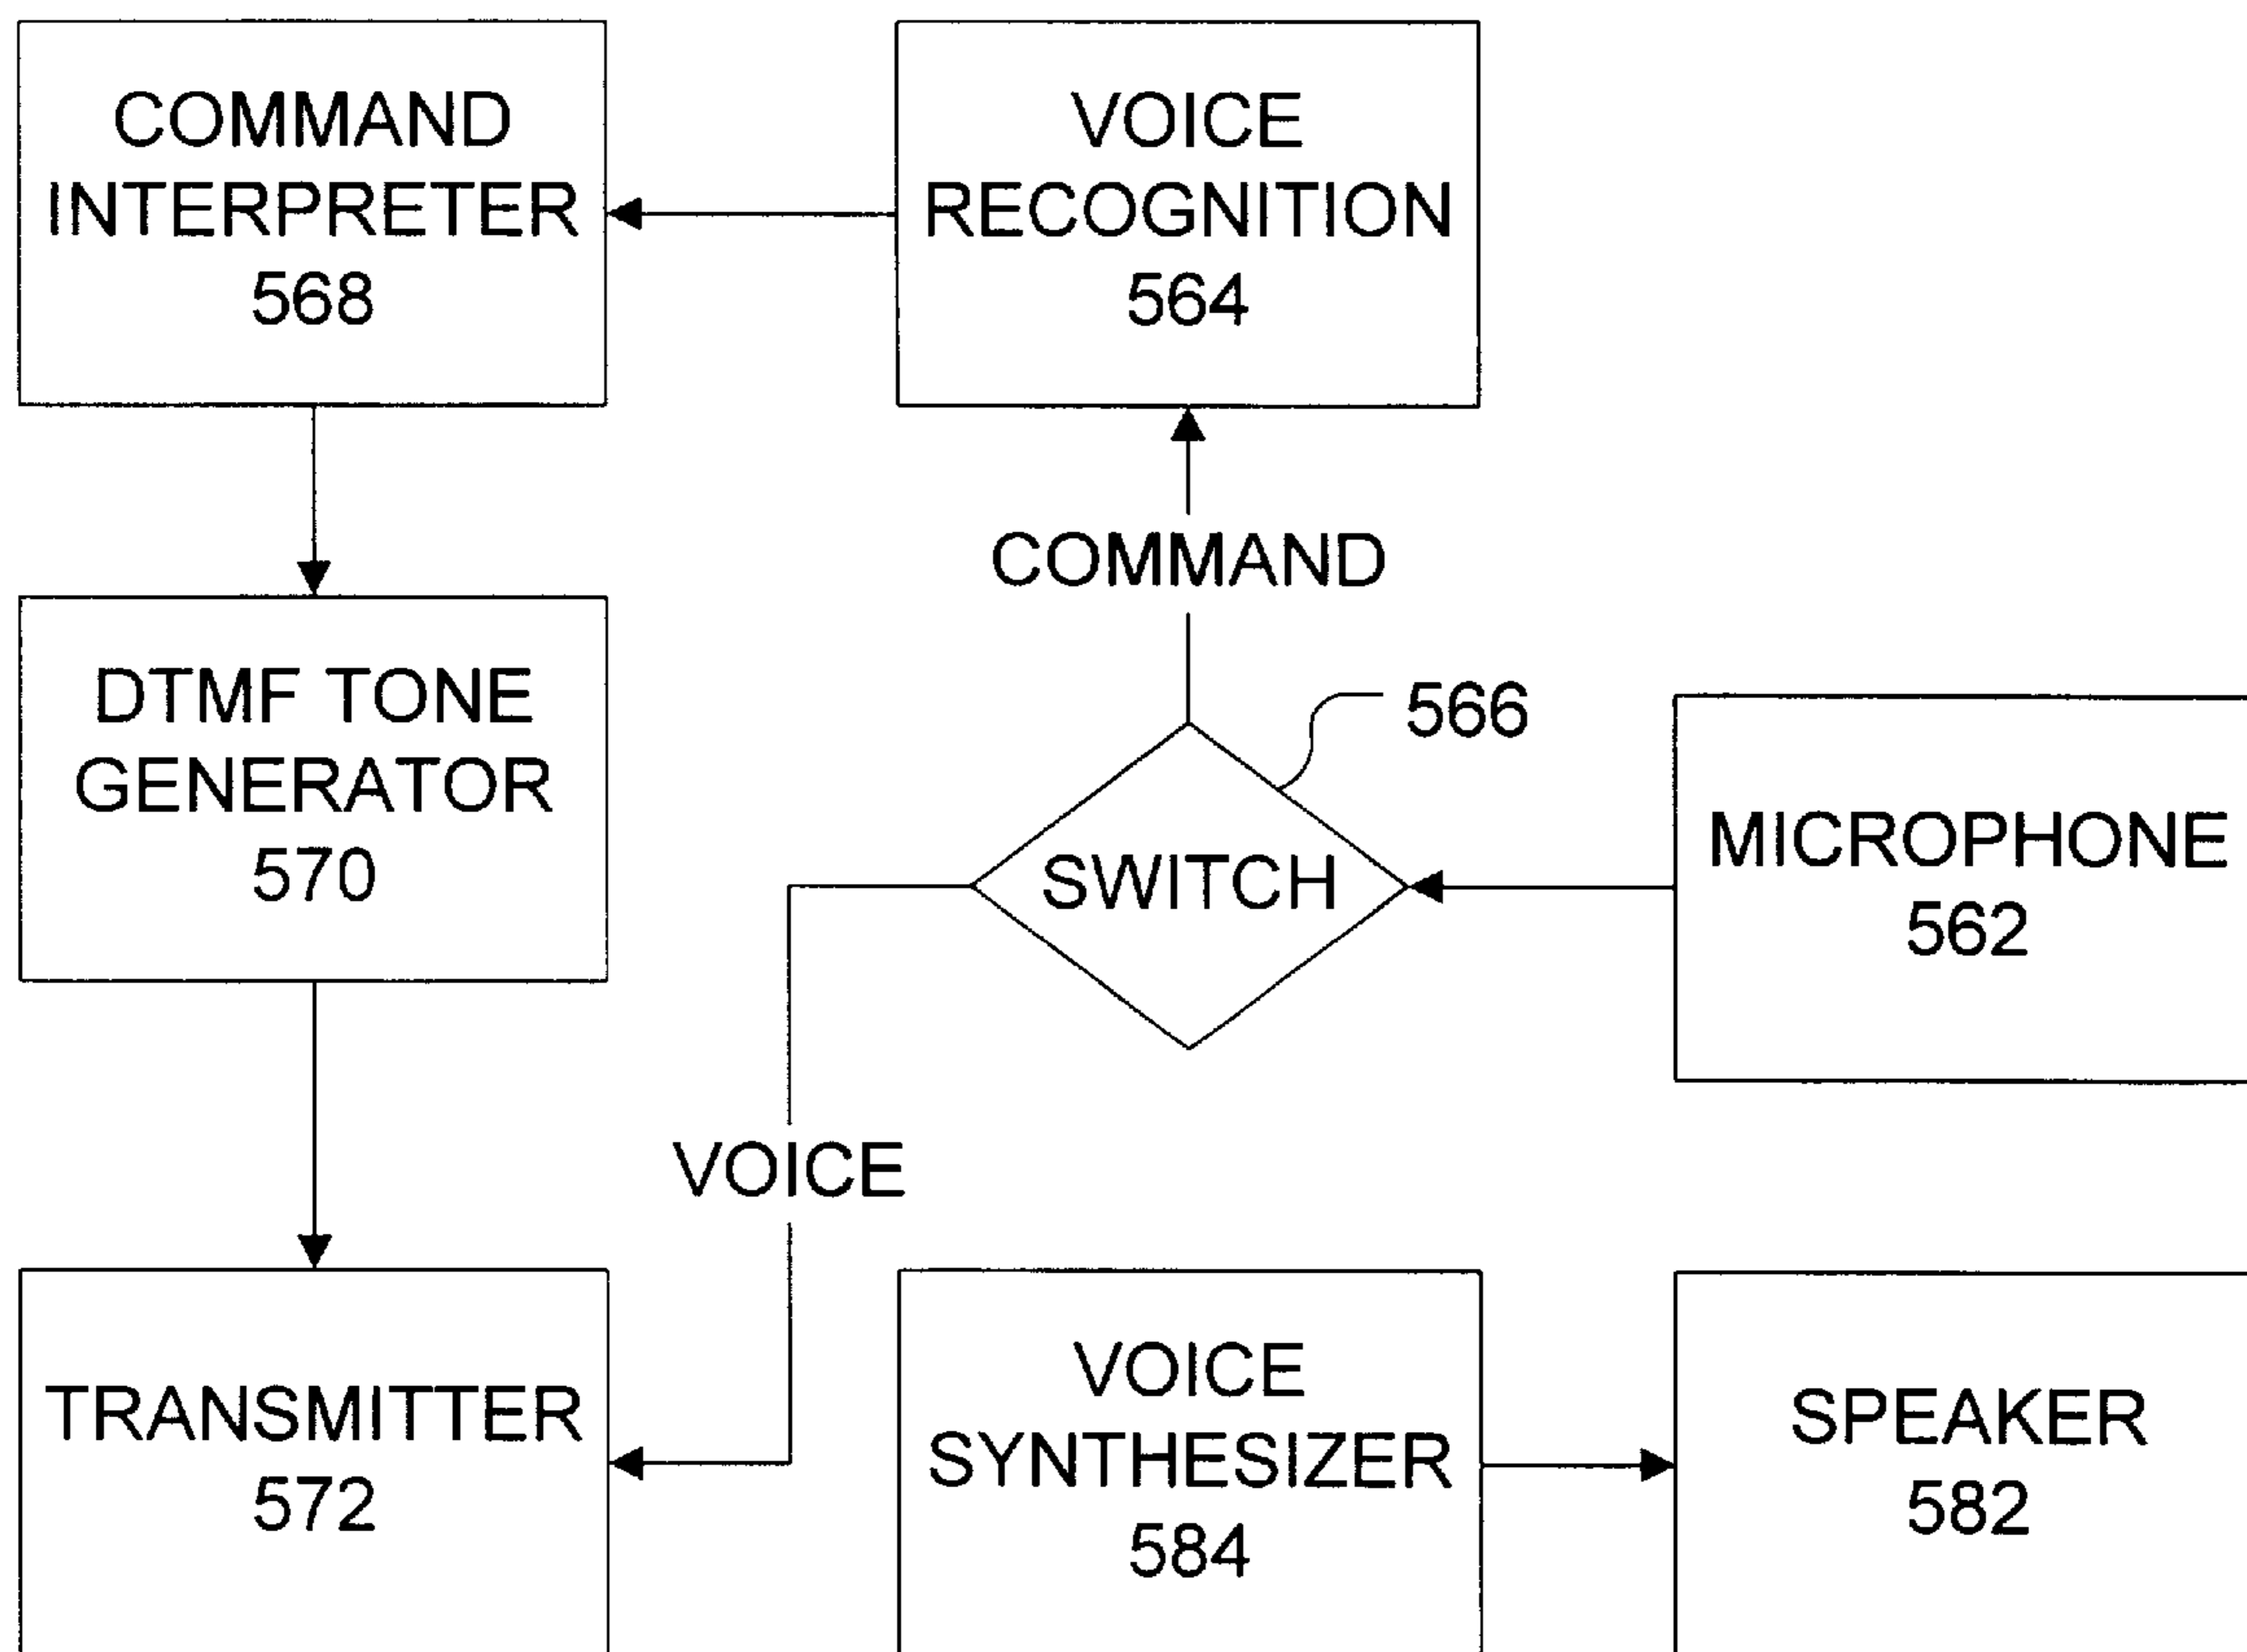 COMMAND
INTERPRETER
568
VOICE
RECOGNITION
564
COMMAND
DTMF TONE
GENERATOR
570
566
SWITCH
MICROPHONE
562
VOICE
TRANSMITTER
572
VOICE
SYNTHESIZER
584
SPEAKER
582